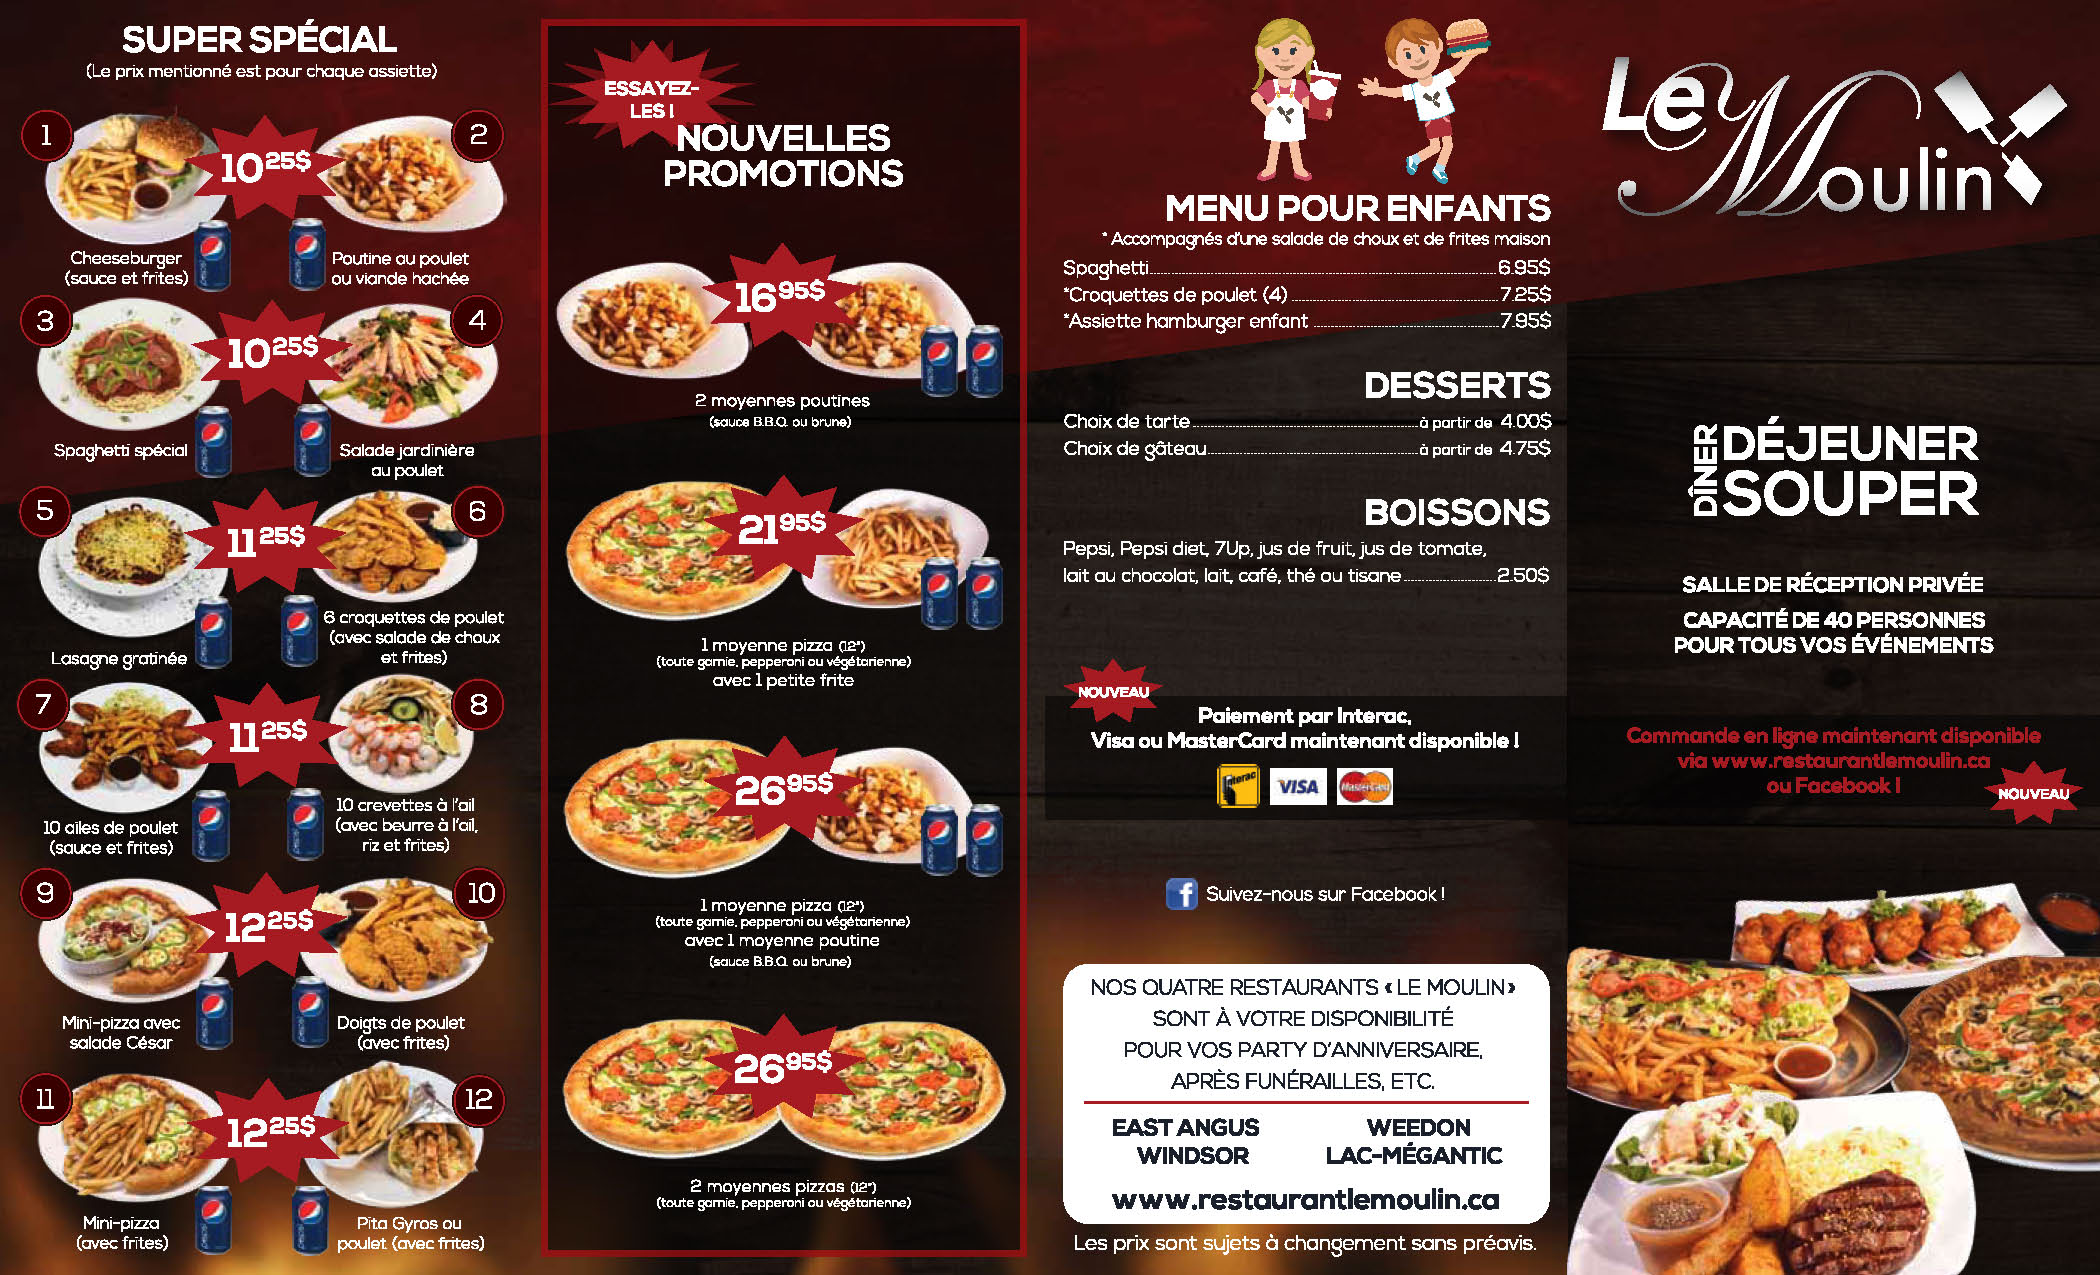 SUPER SPÉCIAL
(Le prix mentionné est pour chaque assiette)
1
10 25$
2
Cheeseburger
(sauce et frites)
Poutine au poulet
ou viande hachée
3
10 25$
4
Spaghetti spécial
Salade jardinière
au poulet
5
11 25$
6
Lasagne gratinée
6 croquettes de poulet
(avec salade de choux
et frites)
7
11 25$
8
10 ailes de poulet
(sauce et frites)
10 crevettes à l'ail
(avec beurre à l'ail,
riz et frites)
9
12 25$
10
Mini-pizza avec
salade César
Doigts de poulet
(avec frites)
11
12 25$
12
Mini-pizza
(avec frites)
Pita Gyros ou
poulet (avec frites)
ESSAYEZ-
LES !
NOUVELLES
PROMOTIONS
16 95$
2 moyennes poutines
(sauce B.B.Q. ou brune)
21 95$
1 moyenne pizza (12")
(toute garnie, pepperoni ou végétarienne)
avec 1 petite frite
26 95$
1 moyenne pizza (12")
(toute garnie, pepperoni ou végétarienne)
avec 1 moyenne poutine
(sauce B.B.Q. ou brune)
26 95$
2 moyennes pizzas (12")
(toute garnie, pepperoni ou végétarienne)
MENU POUR ENFANTS
* Accompagnés d'une salade de choux et de frites maison
Spaghetti 6.95$
*Croquettes de poulet (4) 7.25$
*Assiette hamburger enfant 7.95$
DESSERTS
Choix de tarte à partir de 4.00$
Choix de gâteau à partir de 4.75$
BOISSONS
Pepsi, Pepsi diet, 7Up, jus de fruit, jus de tomate,
lait au chocolat, lait, café, thé ou tisane 2.50$
NOUVEAU
Paiement par Interac,
Visa ou MasterCard maintenant disponible !
Interac VISA MasterCard
f Suivez-nous sur Facebook !
NOS QUATRE RESTAURANTS « LE MOULIN»
SONT À VOTRE DISPONIBILITÉ
POUR VOS PARTY D'ANNIVERSAIRE,
APRÈS FUNÉRAILLES, ETC.
EAST ANGUS WEEDON
WINDSOR LAC-MÉGANTIC
www.restaurantlemoulin.ca
Les prix sont sujets à changement sans préavis.
Le Moulin
DÉJEUNER
DÎNER
SOUPER
SALLE DE RÉCEPTION PRIVÉE
CAPACITÉ DE 40 PERSONNES
POUR TOUS VOS ÉVÉNEMENTS
Commande en ligne maintenant disponible
via www.restaurantlemoulin.ca
ou Facebook !
NOUVEAU